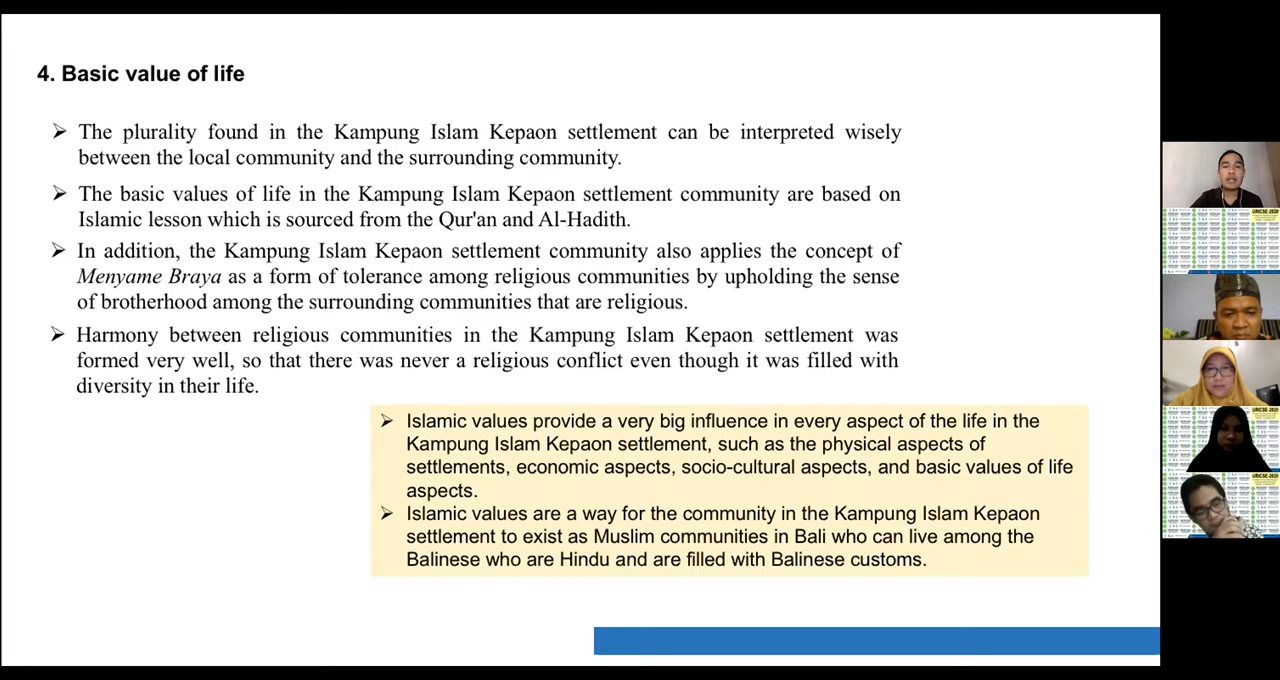 4. Basic value of life
➢ The plurality found in the Kampung Islam Kepaon settlement can be interpreted wisely
between the local community and the surrounding community.
➢ The basic values of life in the Kampung Islam Kepaon settlement community are based on
Islamic lesson which is sourced from the Qur'an and Al-Hadith.
➢ In addition, the Kampung Islam Kepaon settlement community also applies the concept of
Menyame Braya as a form of tolerance among religious communities by upholding the sense
of brotherhood among the surrounding communities that are religious.
➢ Harmony between religious communities in the Kampung Islam Kepaon settlement was
formed very well, so that there was never a religious conflict even though it was filled with
diversity in their life.
➢ Islamic values provide a very big influence in every aspect of the life in the
Kampung Islam Kepaon settlement, such as the physical aspects of
settlements, economic aspects, socio-cultural aspects, and basic values of life
aspects.
➢ Islamic values are a way for the community in the Kampung Islam Kepaon
settlement to exist as Muslim communities in Bali who can live among the
Balinese who are Hindu and are filled with Balinese customs.
URICSE-2020
URICSE-2020
URICSE-2020